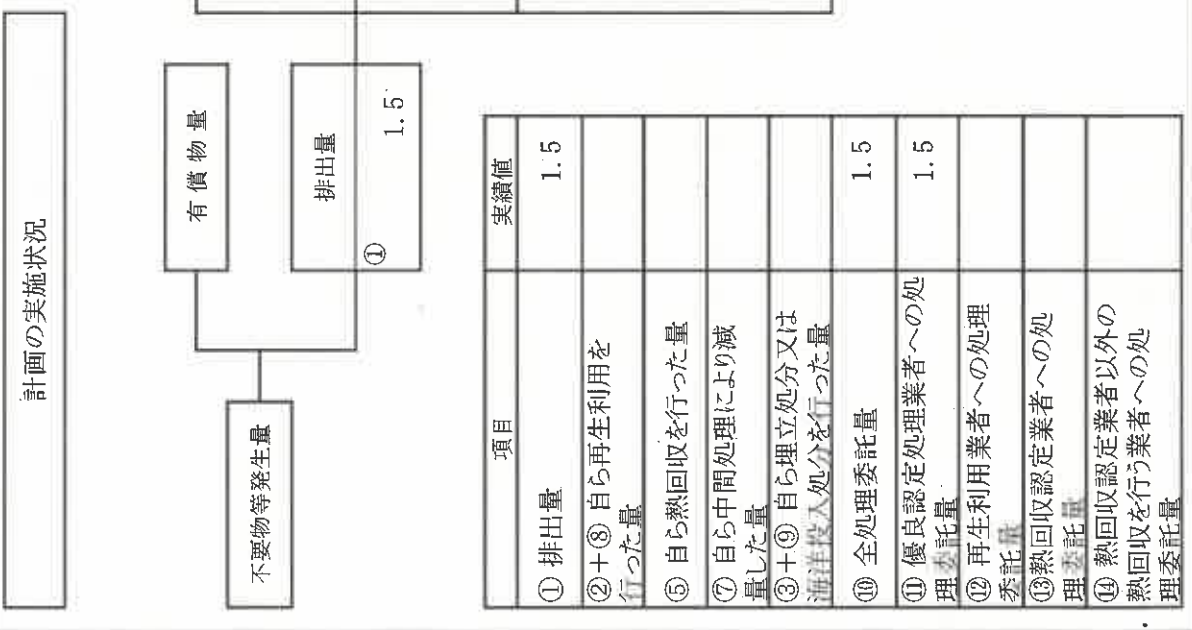 計画の実施状況
有償物量
不要物等発生量
排出量
①
1.5
項目
実績値
① 排出量
1.5
②+⑧ 自ら再生利用を
行った量
⑤ 自ら熱回収を行った量
⑦ 自ら中間処理により減
量した量
③+⑨ 自ら埋立処分又は
海洋投入処分を行った量
⑩ 全処理委託量
1.5
⑪ 優良認定処理業者への処
理委託量
1.5
⑫ 再生利用業者への処理
委託量
⑬熱回収認定業者への処
理委託量
⑭ 熱回収認定業者以外の
熱回収を行う業者への処
理委託量